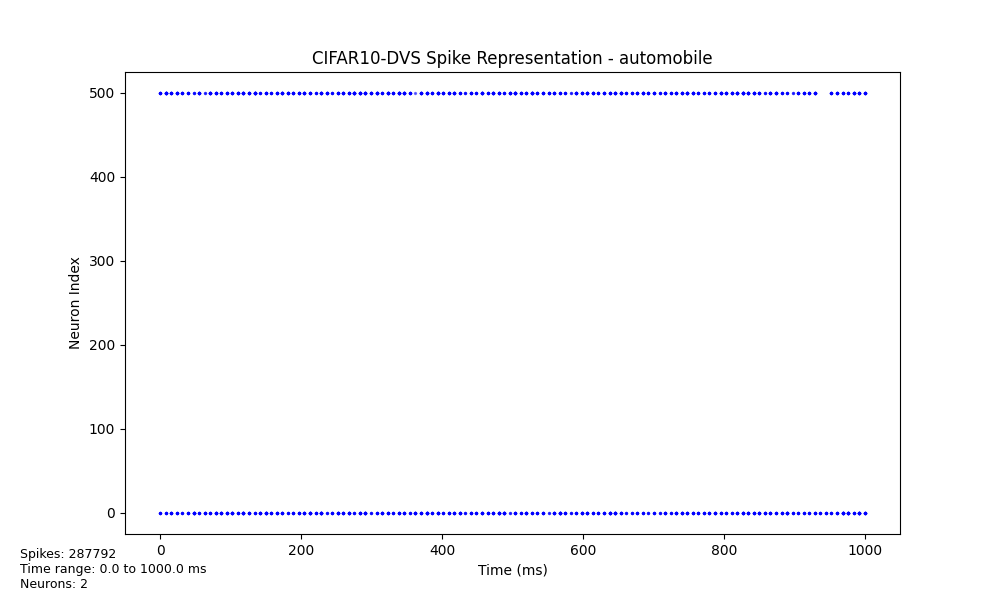 CIFAR10-DVS Spike Representation - automobile
500
400
300
200
100
0
Neuron Index
0 200 400 600 800 1000
Time (ms)
Spikes: 287792
Time range: 0.0 to 1000.0 ms
Neurons: 2